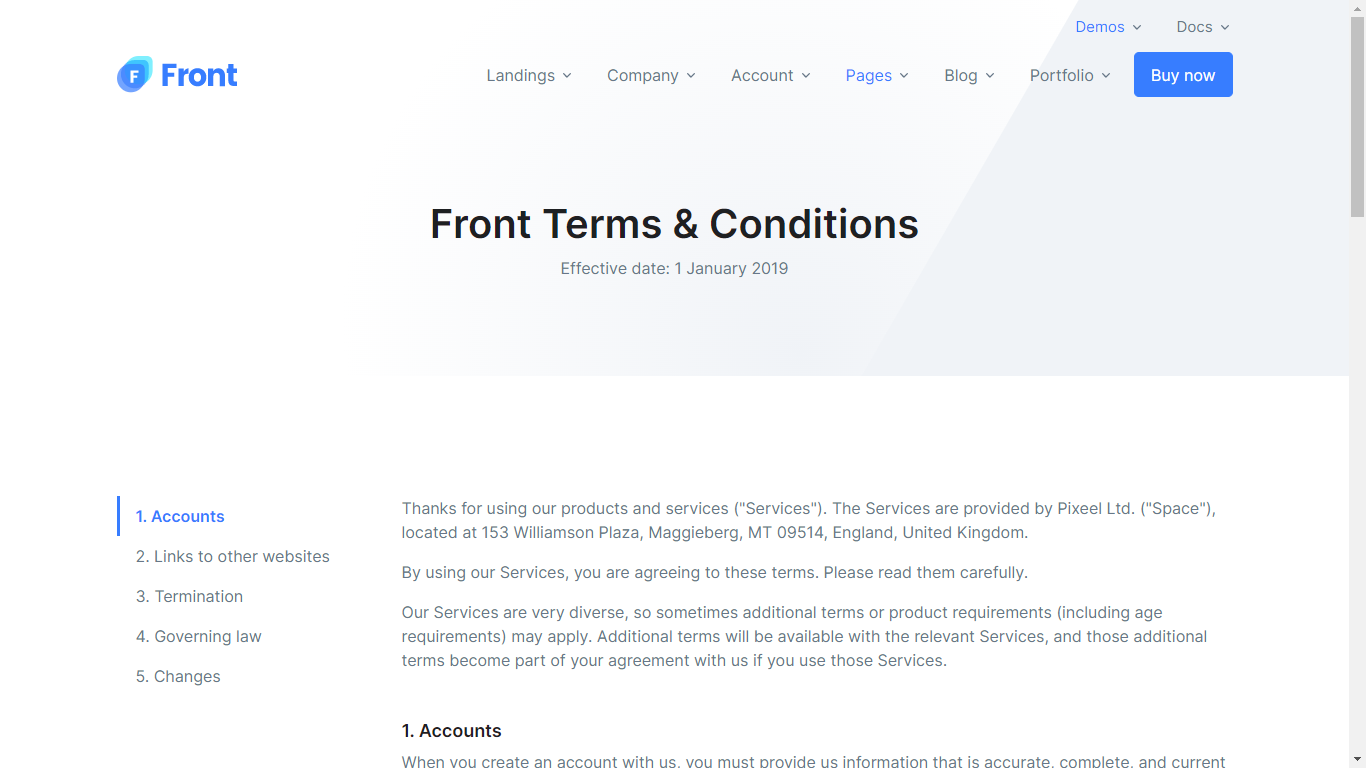 Demos
Docs
F
Front
Landings
Company
Account
Pages
Blog
Portfolio
Buy now
Front Terms & Conditions
Effective date: 1 January 2019
1. Accounts
2. Links to other websites
3. Termination
4. Governing law
5. Changes
Thanks for using our products and services ("Services"). The Services are provided by Pixeel Ltd. ("Space"),
located at 153 Williamson Plaza, Maggieberg, MT 09514, England, United Kingdom.
By using our Services, you are agreeing to these terms. Please read them carefully.
Our Services are very diverse, so sometimes additional terms or product requirements (including age
requirements) may apply. Additional terms will be available with the relevant Services, and those additional
terms become part of your agreement with us if you use those Services.
1. Accounts
When you create an account with us, you must provide us information that is accurate, complete, and current